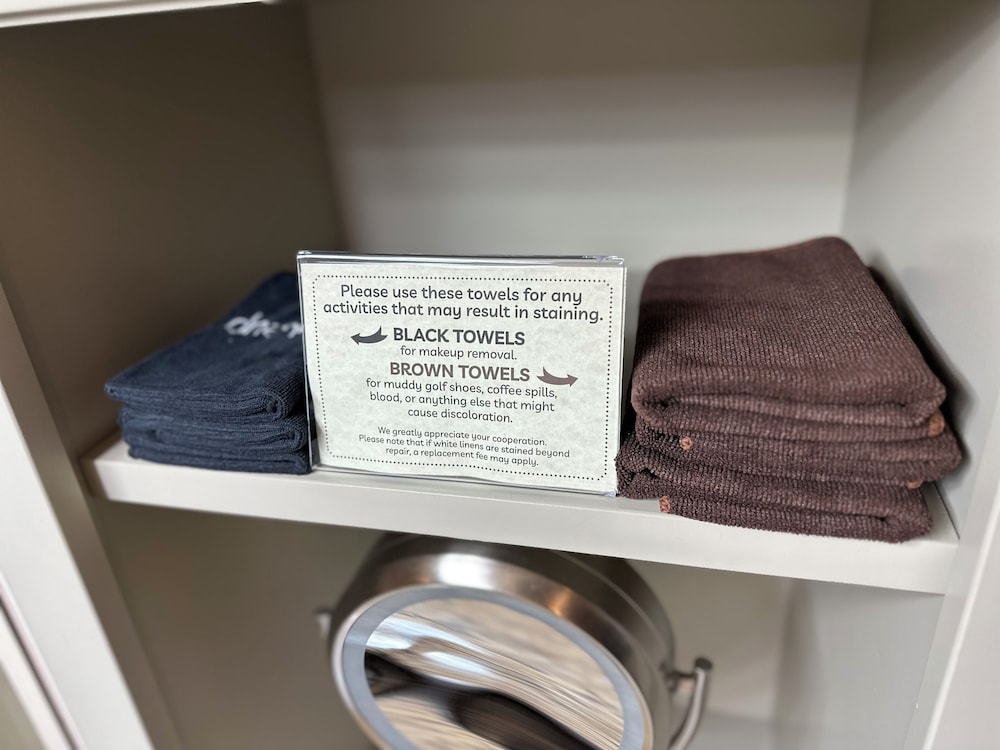 Please use these towels for any
activities that may result in staining.
BLACK TOWELS
for makeup removal.
BROWN TOWELS
for muddy golf shoes, coffee spills,
blood, or anything else that might
cause discoloration.
We greatly appreciate your cooperation.
Please note that if white linens are stained beyond
repair, a replacement fee may apply.